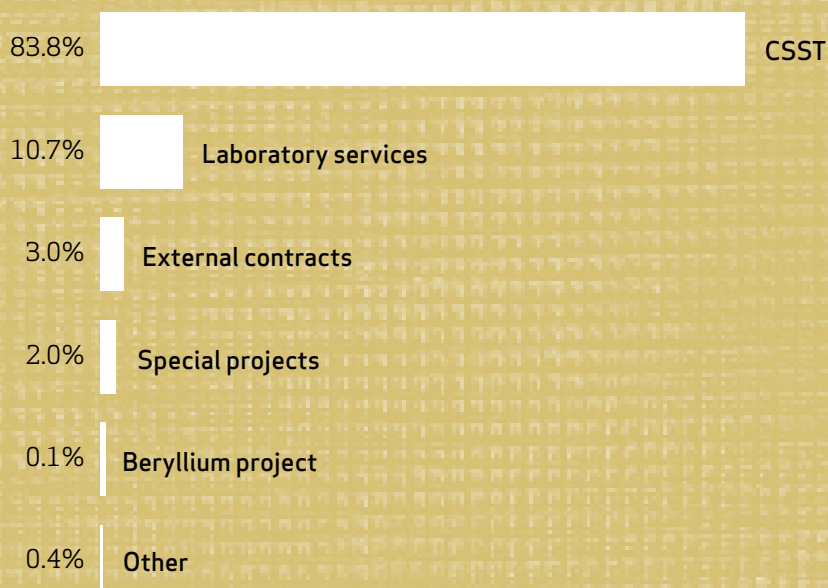 83.8% CSST
10.7% Laboratory services
3.0% External contracts
2.0% Special projects
0.1% Beryllium project
0.4% Other